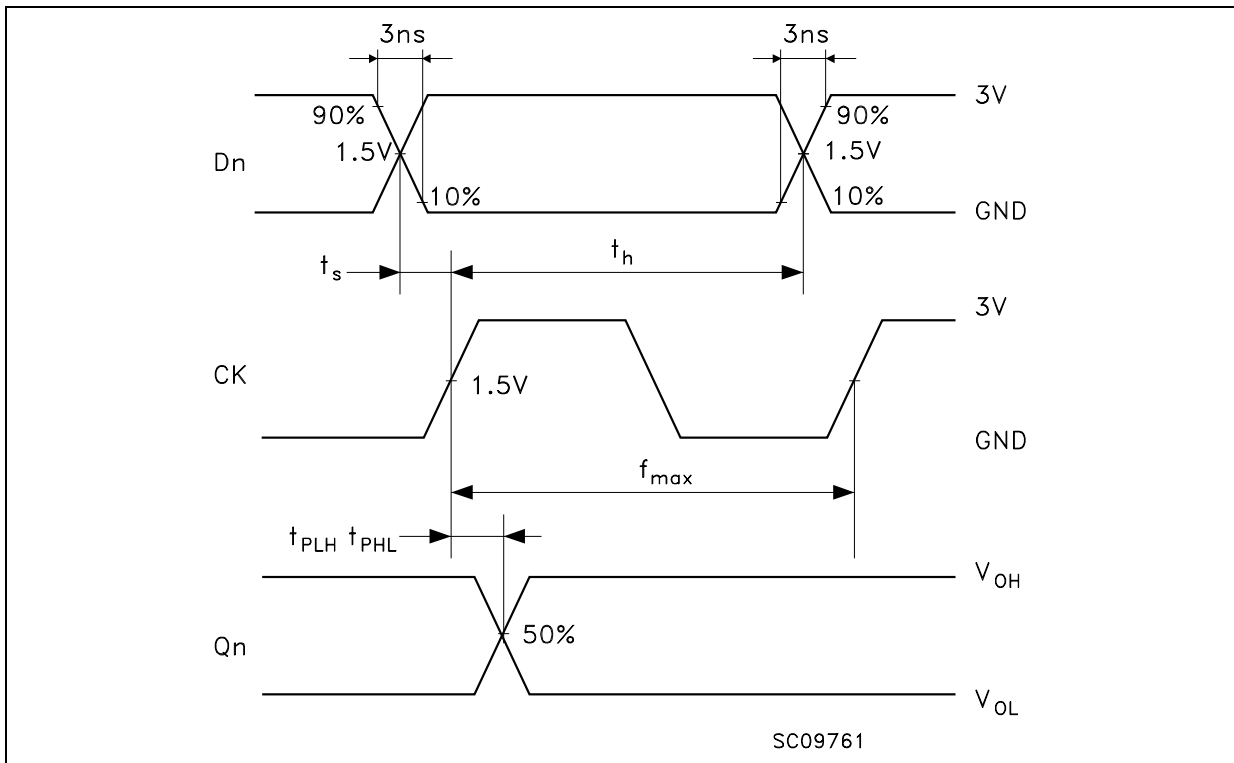 3ns 3ns
3V
90% 90%
Dn 1.5V 1.5V
10% 10%
GND
t_s t_h
3V
CK 1.5V
GND
f_max
t_PLH t_PHL
V_OH
Qn 50%
V_OL
SC09761